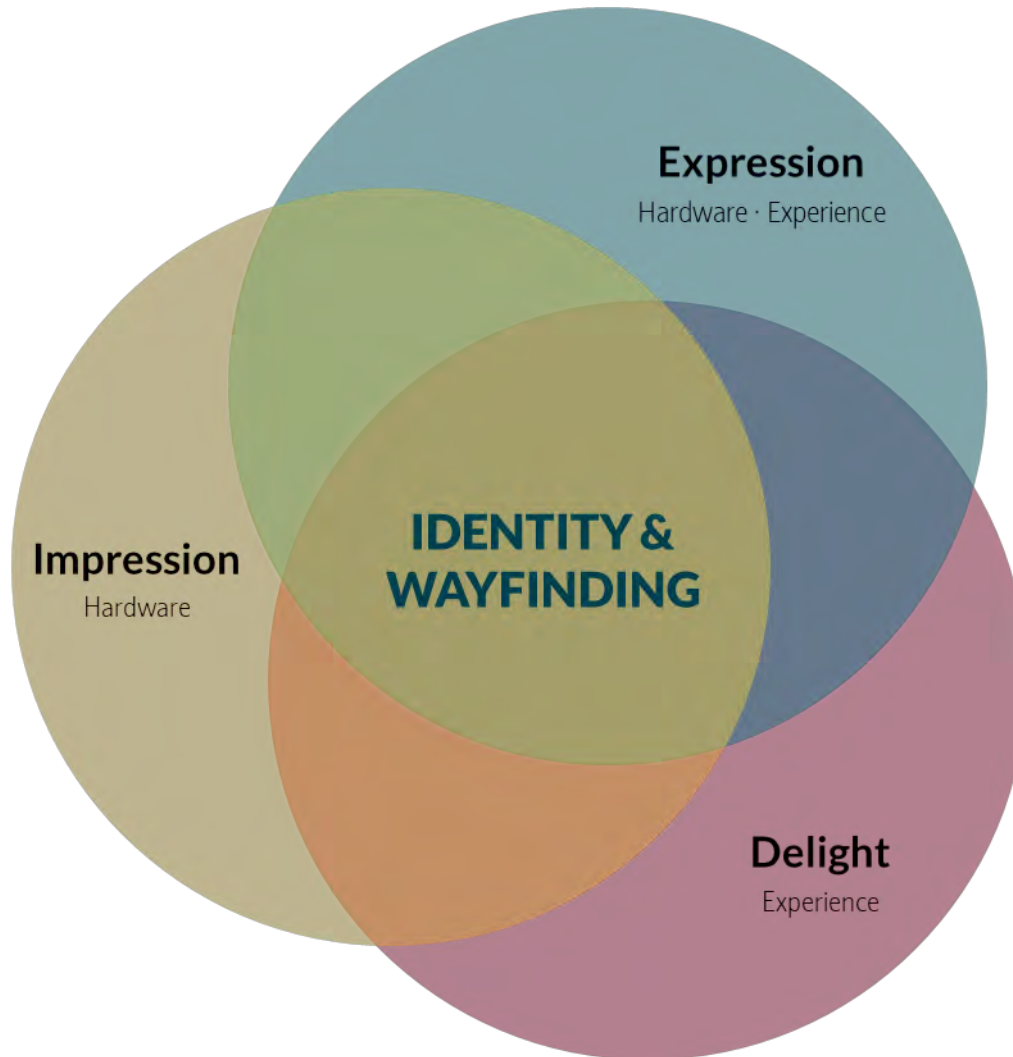 Expression
Hardware · Experience
IDENTITY &
WAYFINDING
Impression
Hardware
Delight
Experience